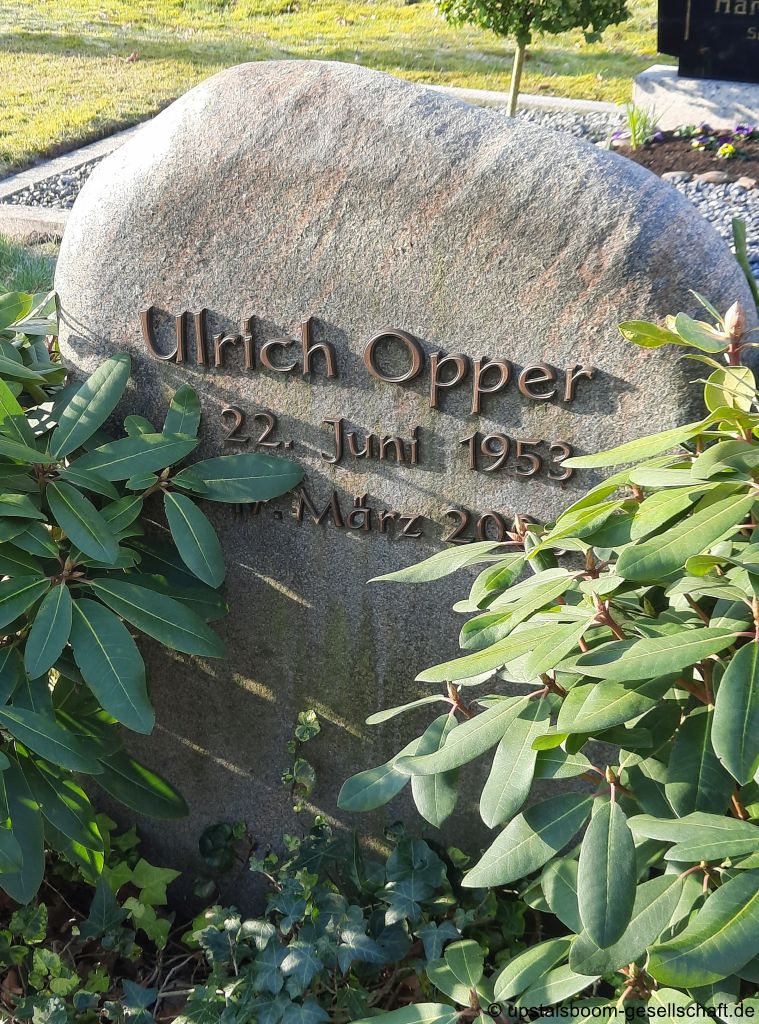 Ulrich Opper
22. Juni 1953
März
© upstalsboom-gesellschaft.de